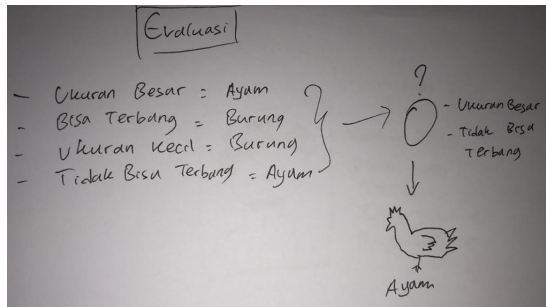 Evaluasi
- Ukuran Besar = Ayam
- Bisa Terbang = Burung
- Ukuran Kecil = Burung
- Tidak Bisa Terbang = Ayam
?
- Ukuran Besar
- Tidak Bisa
Terbang
Ayam